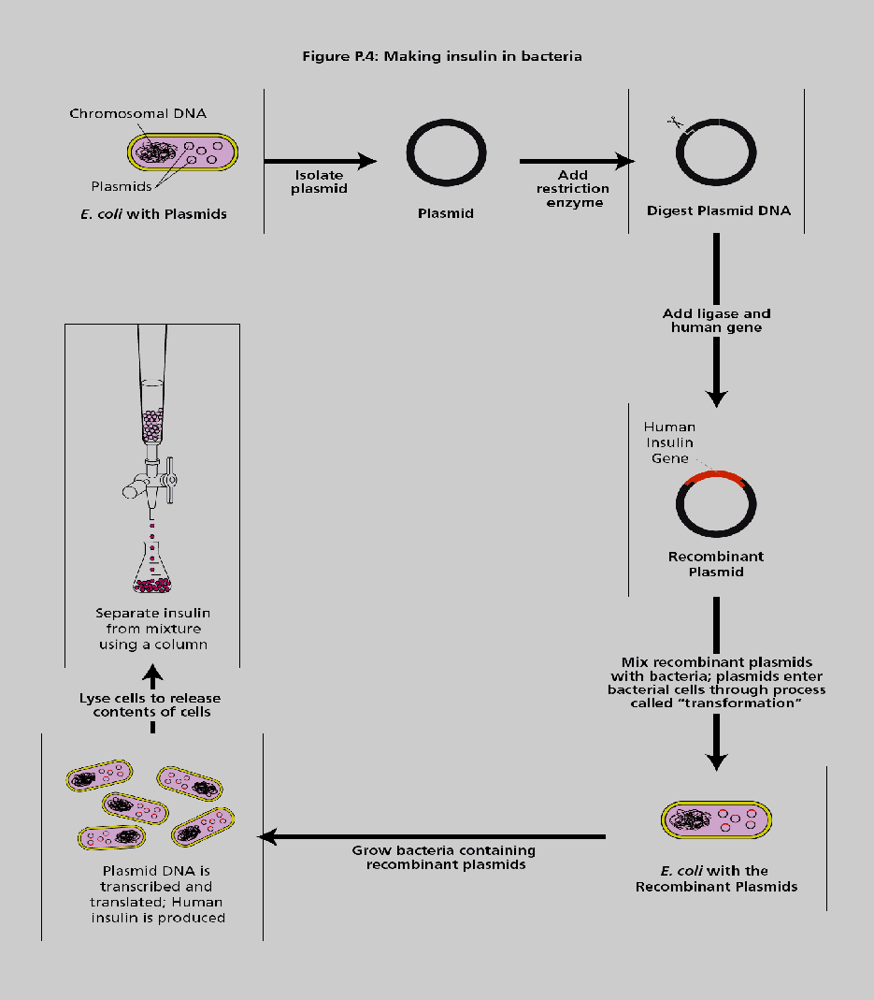 Figure P.4: Making insulin in bacteria
Chromosomal DNA
Plasmids
E. coli with Plasmids
Isolate
plasmid
Plasmid
Add
restriction
enzyme
Digest Plasmid DNA
Add ligase and
human gene
Human
Insulin
Gene
Recombinant
Plasmid
Mix recombinant plasmids
with bacteria; plasmids enter
bacterial cells through process
called “transformation”
E. coli with the
Recombinant Plasmids
Grow bacteria containing
recombinant plasmids
Plasmid DNA is
transcribed and
translated; Human
insulin is produced
Lyse cells to release
contents of cells
Separate insulin
from mixture
using a column